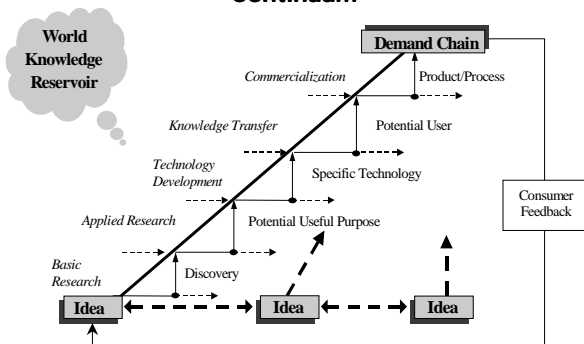 Continuum
World
Knowledge
Reservoir
Demand Chain
Commercialization
Product/Process
Knowledge Transfer
Potential User
Technology
Development
Specific Technology
Consumer
Feedback
Applied Research
Potential Useful Purpose
Basic
Research
Discovery
Idea
Idea
Idea